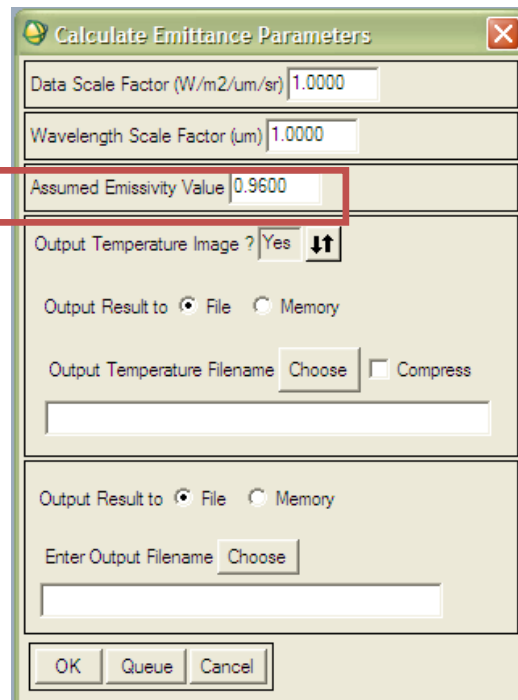 Calculate Emittance Parameters
Data Scale Factor (W/m2/um/sr) 1.0000
Wavelength Scale Factor (um) 1.0000
Assumed Emissivity Value 0.9600
Output Temperature Image ? Yes
Output Result to File Memory
Output Temperature Filename Choose Compress
Output Result to File Memory
Enter Output Filename Choose
OK Queue Cancel